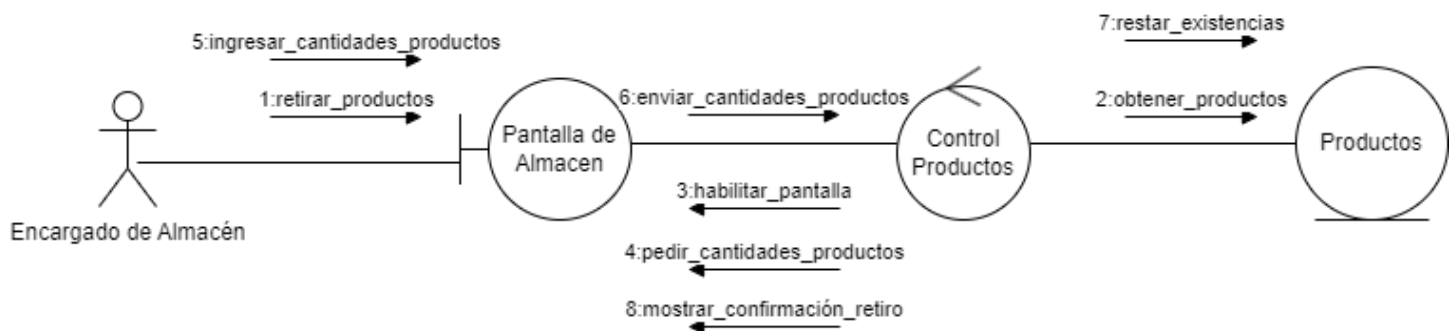 5:ingresar_cantidades_productos
1:retirar_productos
Encargado de Almacén
Pantalla de
Almacen
6:enviar_cantidades_productos
3:habilitar_pantalla
4:pedir_cantidades_productos
8:mostrar_confirmación_retiro
Control
Productos
7:restar_existencias
2:obtener_productos
Productos